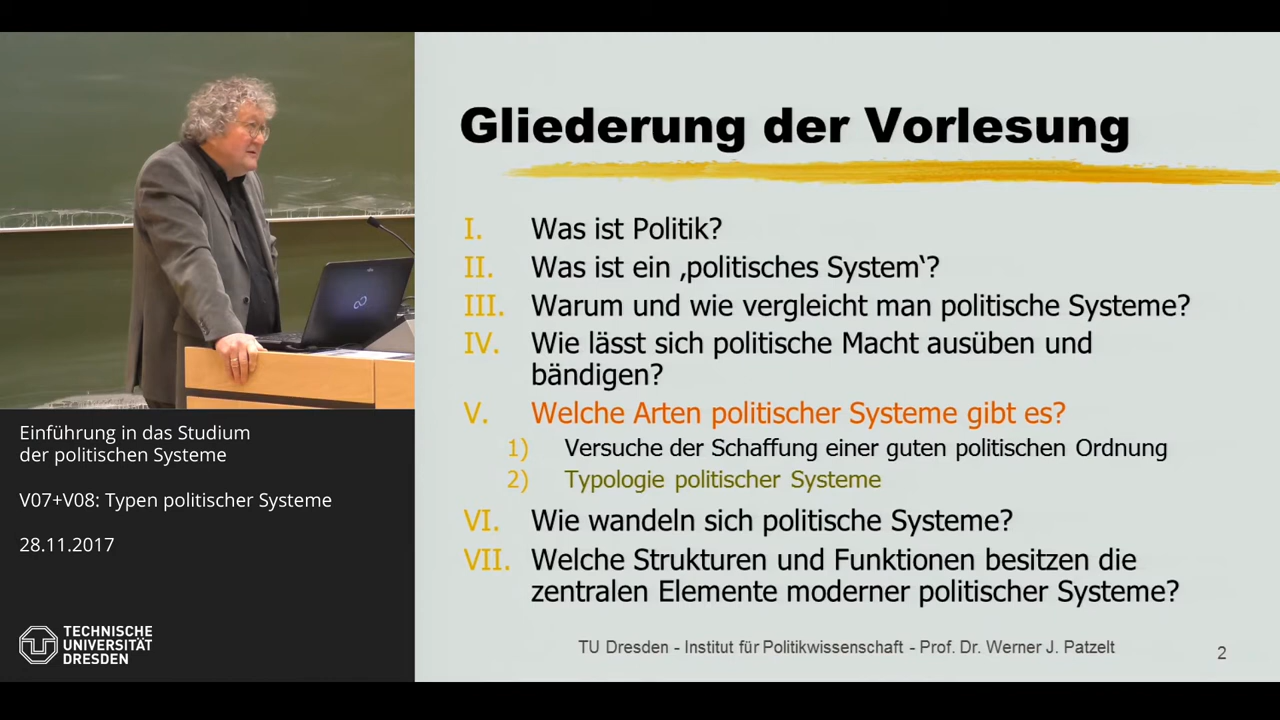 Gliederung der Vorlesung
I. Was ist Politik?
II. Was ist ein ‚politisches System‘?
III. Warum und wie vergleicht man politische Systeme?
IV. Wie lässt sich politische Macht ausüben und
bändigen?
V. Welche Arten politischer Systeme gibt es?
1) Versuche der Schaffung einer guten politischen Ordnung
2) Typologie politischer Systeme
VI. Wie wandeln sich politische Systeme?
VII. Welche Strukturen und Funktionen besitzen die
zentralen Elemente moderner politischer Systeme?
TU Dresden - Institut für Politikwissenschaft - Prof. Dr. Werner J. Patzelt
2
Einführung in das Studium
der politischen Systeme
V07+V08: Typen politischer Systeme
28.11.2017
TECHNISCHE
UNIVERSITÄT
DRESDEN